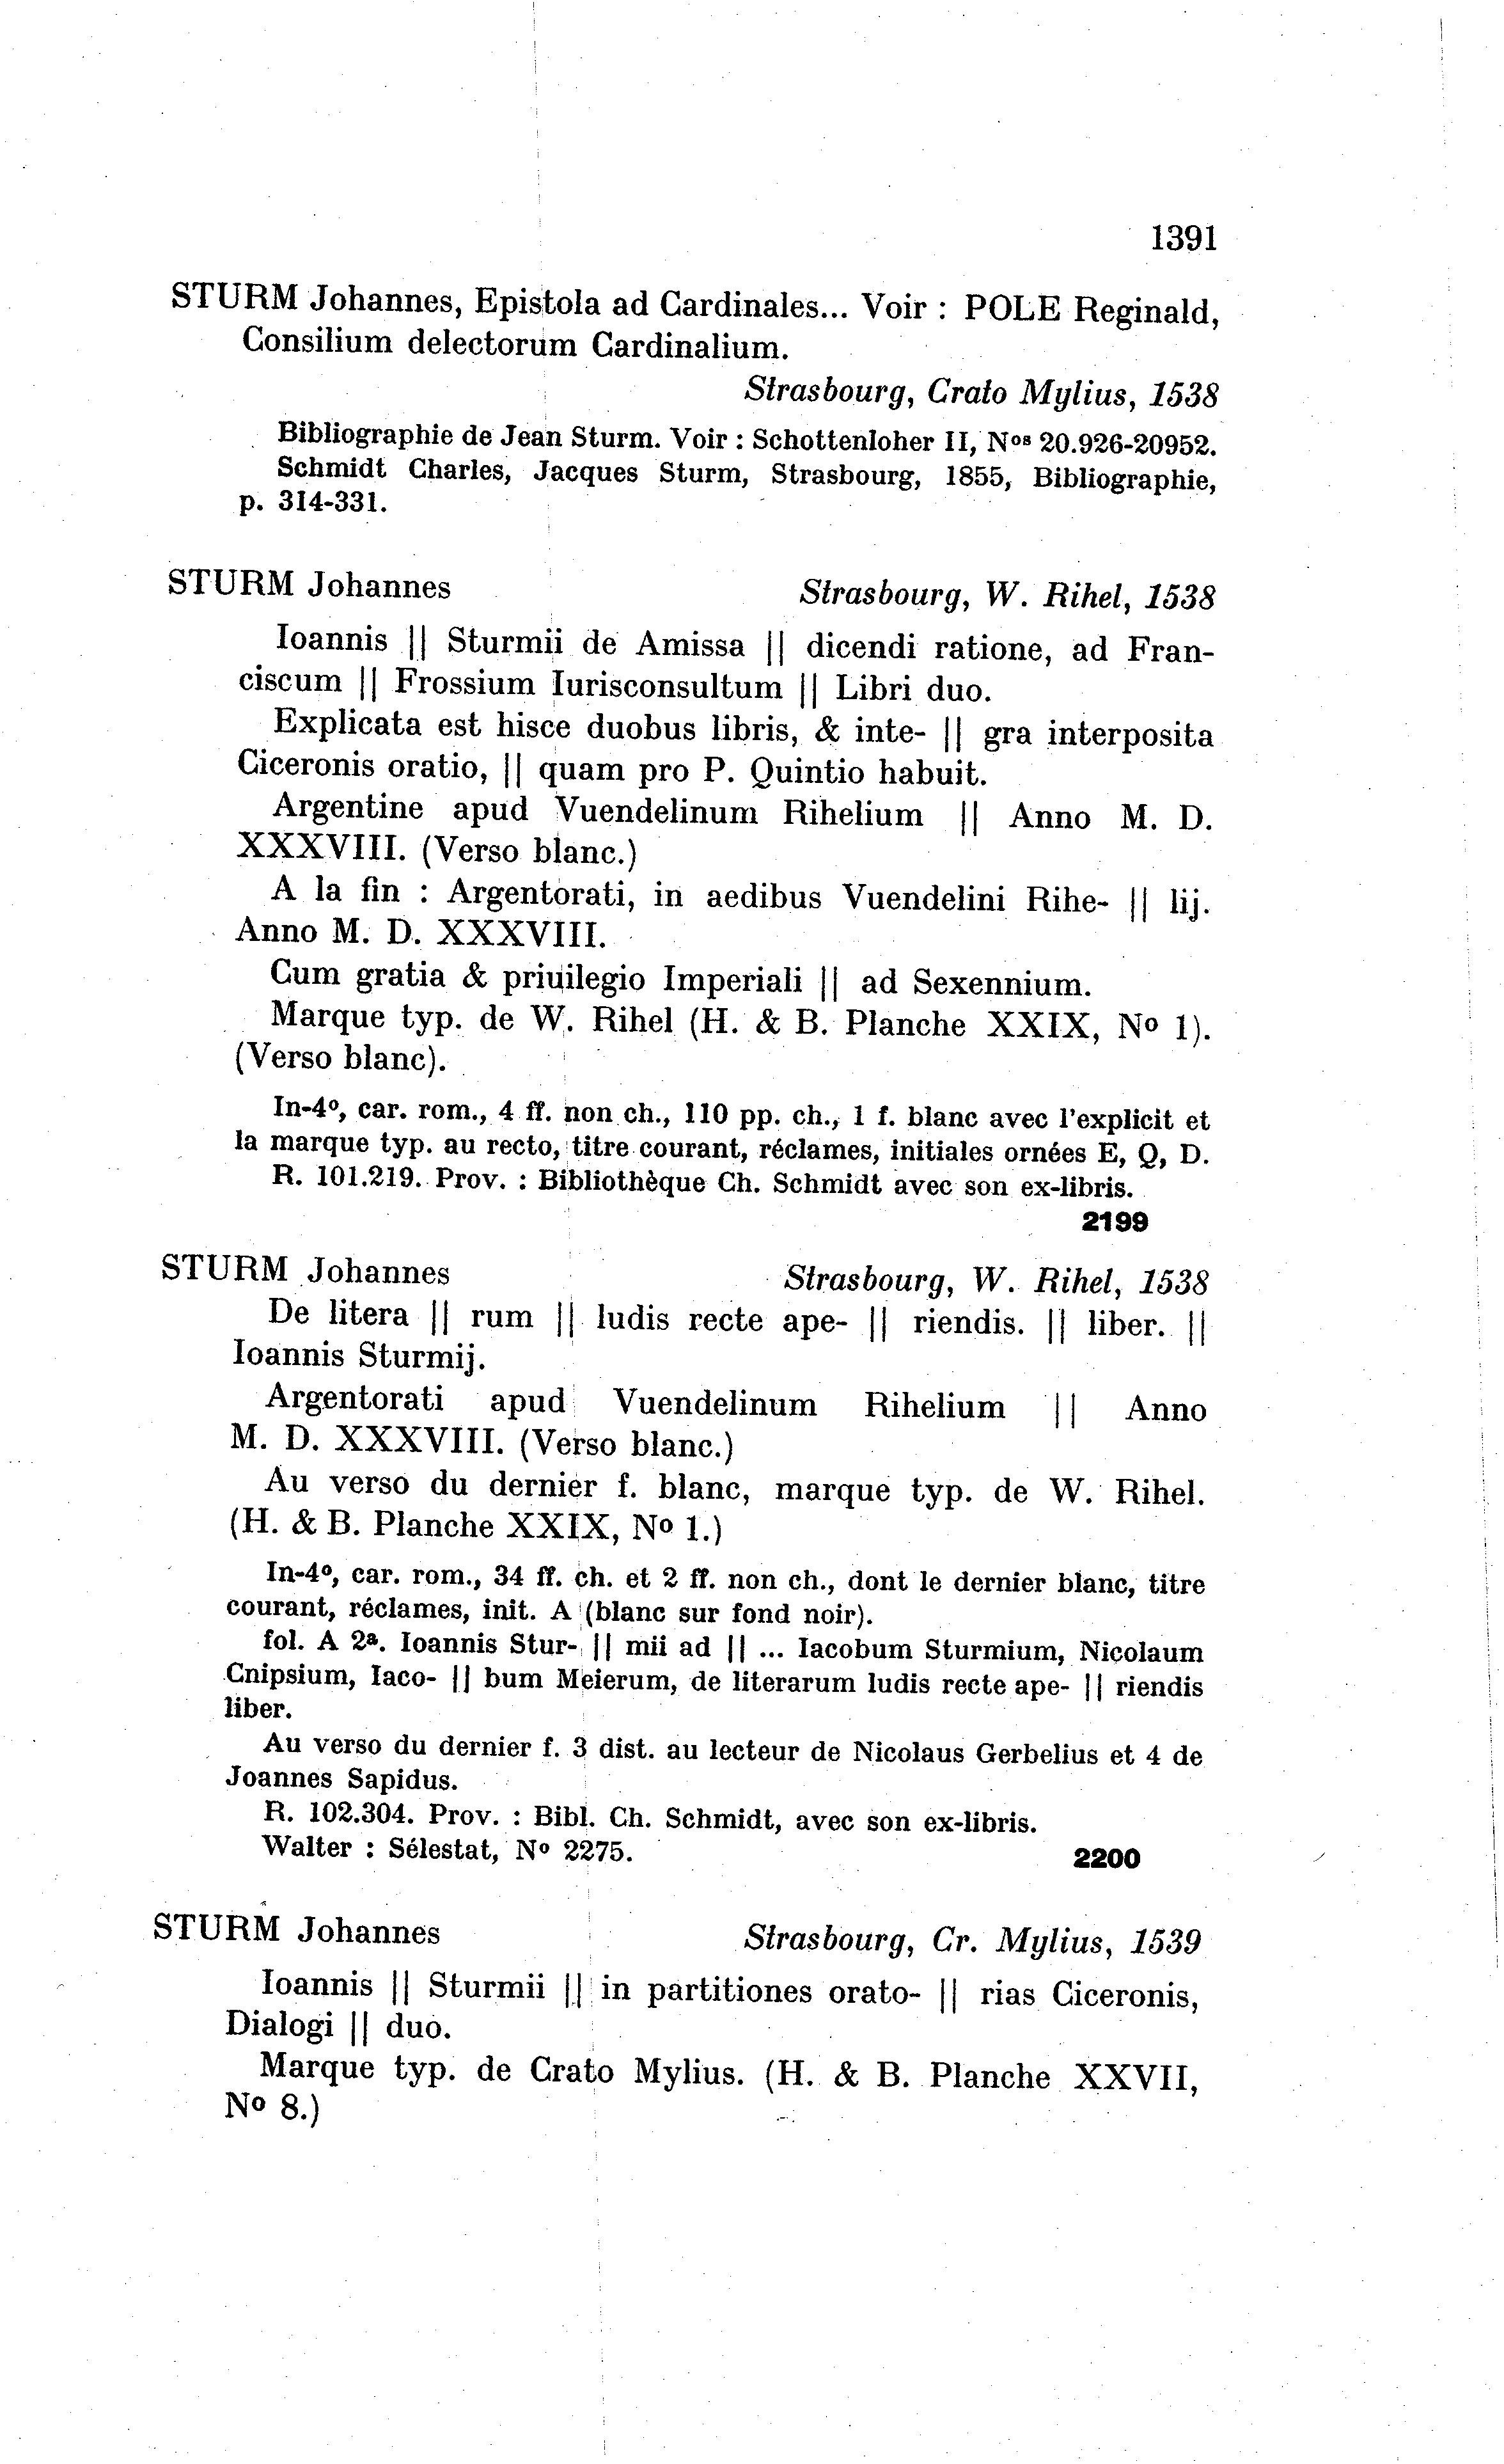 1391
STURM Johannes, Epistola ad Cardinales... Voir : POLE Reginald,
Consilium delectorum Cardinalium.
Strasbourg, Crato Mylius, 1538
Bibliographie de Jean Sturm. Voir : Schottenloher II, Nos 20.926-20952.
Schmidt Charles, Jacques Sturm, Strasbourg, 1855, Bibliographie,
p. 314-331.
STURM Johannes Strasbourg, W. Rihel, 1538
Ioannis || Sturmii de Amissa || dicendi ratione, ad Fran-
ciscum || Frossium Iurisconsultum || Libri duo.
Explicata est hisce duobus libris, & inte- || gra interposita
Ciceronis oratio, || quam pro P. Quintio habuit.
Argentine apud Vuendelinum Rihelium || Anno M. D.
XXXVIII. (Verso blanc.)
A la fin : Argentorati, in aedibus Vuendelini Rihe- || lij.
Anno M. D. XXXVIII.
Cum gratia & priuilegio Imperiali || ad Sexennium.
Marque typ. de W. Rihel (H. & B. Planche XXIX, No 1).
(Verso blanc).
In-4o, car. rom., 4 ff. non ch., 110 pp. ch., 1 f. blanc avec l'explicit et
la marque typ. au recto, titre courant, réclames, initiales ornées E, Q, D.
R. 101.219. Prov. : Bibliothèque Ch. Schmidt avec son ex-libris.
2199
STURM Johannes Strasbourg, W. Rihel, 1538
De litera || rum || ludis recte ape- || riendis. || liber. ||
Ioannis Sturmij.
Argentorati apud Vuendelinum Rihelium || Anno
M. D. XXXVIII. (Verso blanc.)
Au verso du dernier f. blanc, marque typ. de W. Rihel.
(H. & B. Planche XXIX, No 1.)
In-4o, car. rom., 34 ff. ch. et 2 ff. non ch., dont le dernier blanc, titre
courant, réclames, init. A (blanc sur fond noir).
fol. A 2a. Ioannis Stur- || mii ad || ... Iacobum Sturmium, Nicolaum
Cnipsium, Iaco- || bum Meierum, de literarum ludis recte ape- || riendis
liber.
Au verso du dernier f. 3 dist. au lecteur de Nicolaus Gerbelius et 4 de
Joannes Sapidus.
R. 102.304. Prov. : Bibl. Ch. Schmidt, avec son ex-libris.
Walter : Sélestat, No 2275. 2200
STURM Johannes Strasbourg, Cr. Mylius, 1539
Ioannis || Sturmii || in partitiones orato- || rias Ciceronis,
Dialogi || duo.
Marque typ. de Crato Mylius. (H. & B. Planche XXVII,
No 8.)